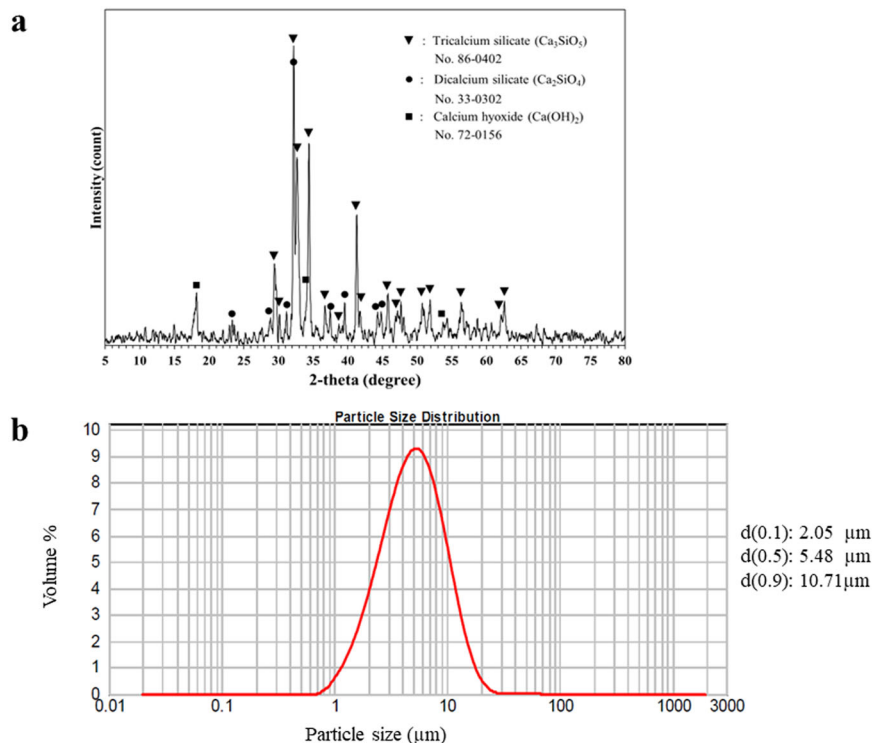 a
▼ : Tricalcium silicate (Ca₃SiO₅)
No. 86-0402
● : Dicalcium silicate (Ca₂SiO₄)
No. 33-0302
■ : Calcium hyoxide (Ca(OH)₂)
No. 72-0156
Intensity (count)
5 10 15 20 25 30 35 40 45 50 55 60 65 70 75 80
2-theta (degree)
b
Particle Size Distribution
10
9
8
7
6
5
4
3
2
1
0
Volume %
d(0.1): 2.05 µm
d(0.5): 5.48 µm
d(0.9): 10.71µm
0.01 0.1 1 10 100 1000 3000
Particle size (µm)